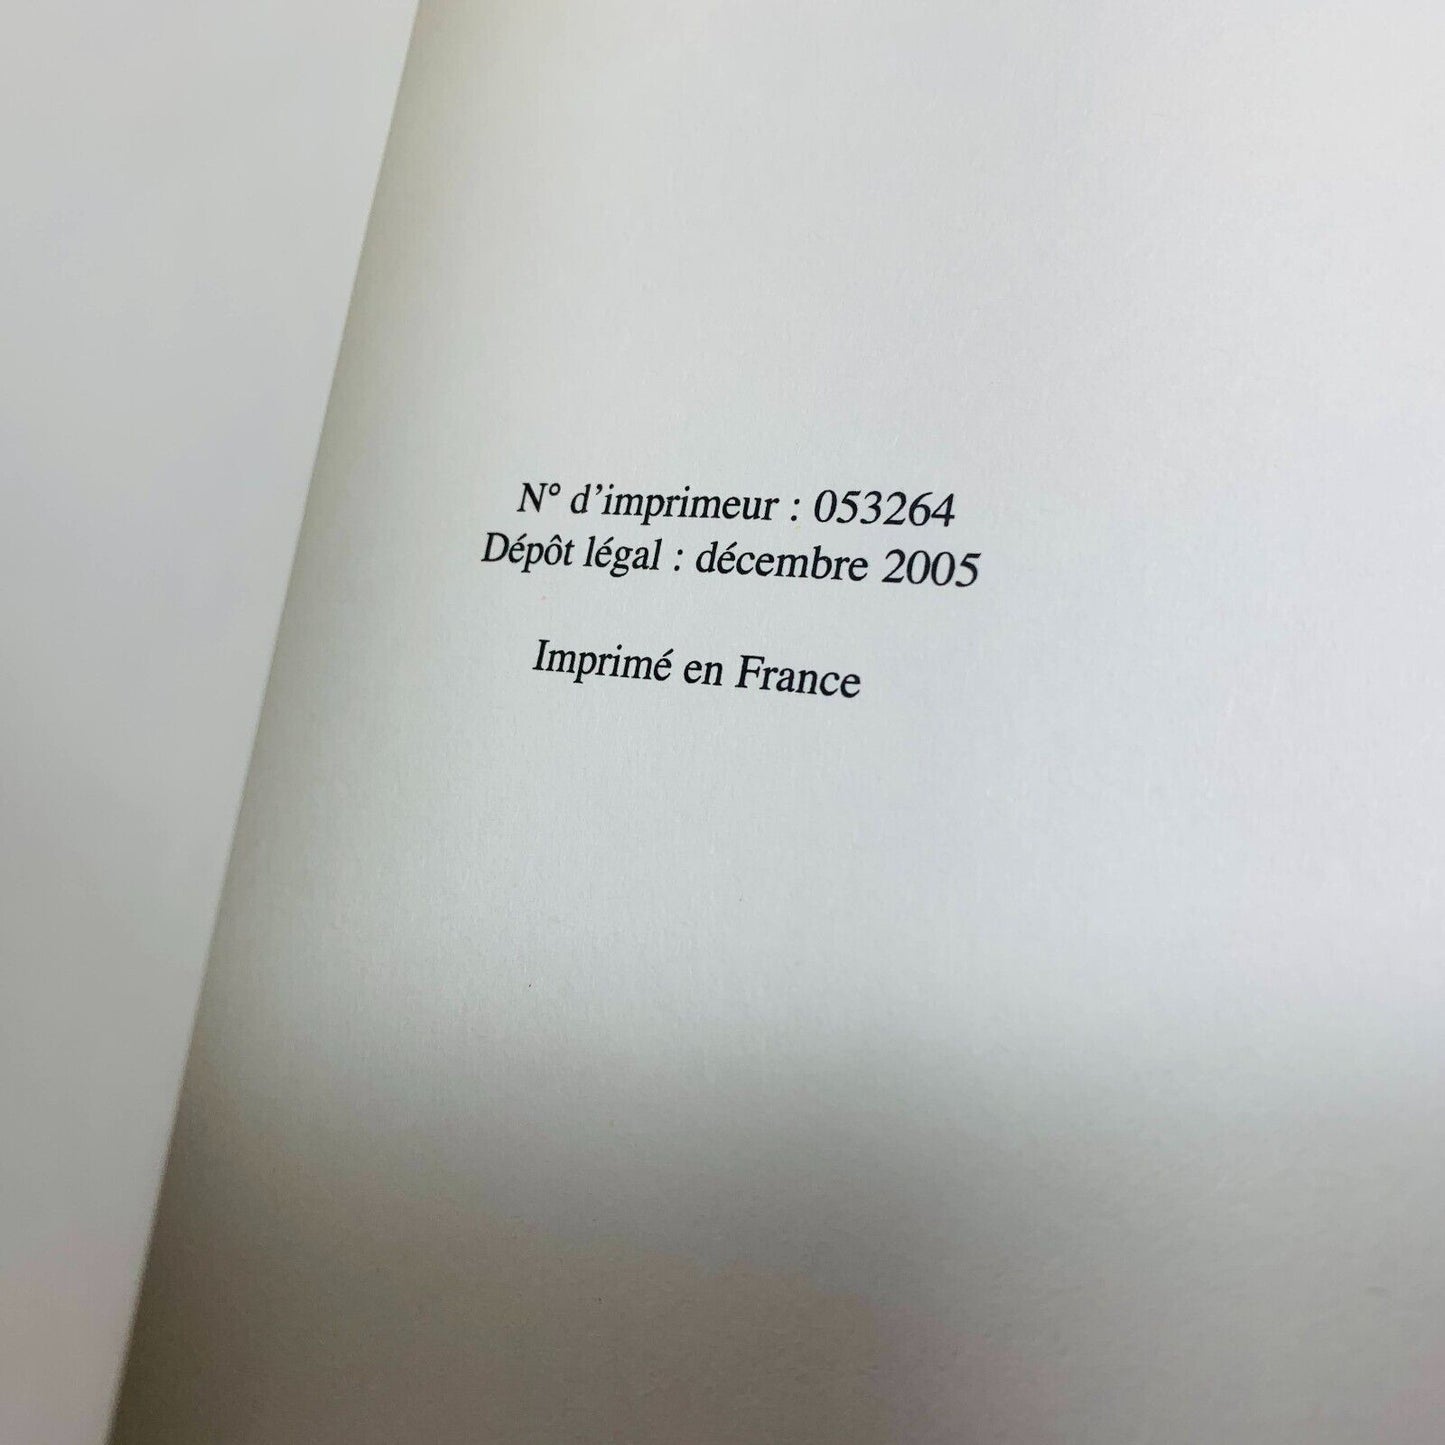 N° d'imprimeur : 053264
Dépôt légal : décembre 2005
Imprimé en France